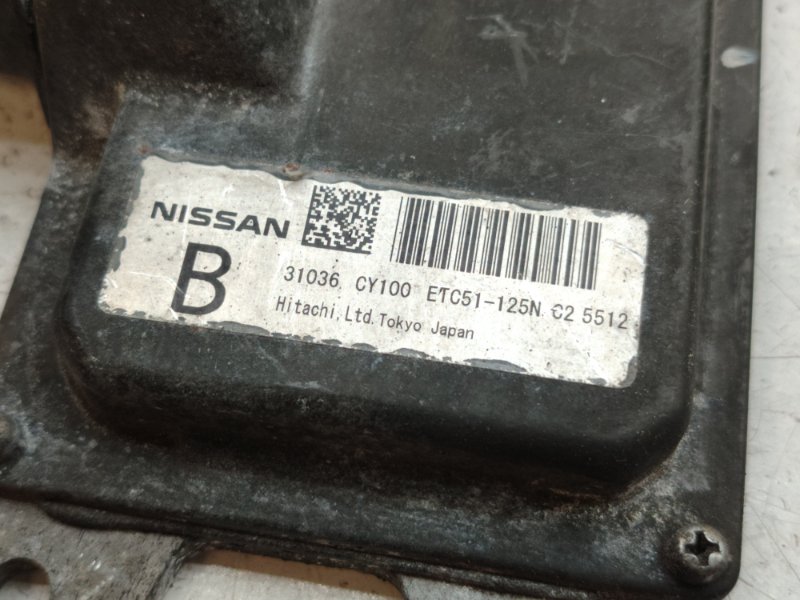 NISSAN
B
31036 CY100 ETC51-125N C2 5512
Hitachi, Ltd. Tokyo Japan